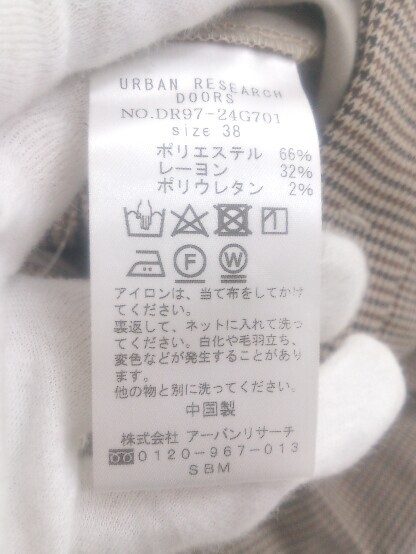 URBAN RESEARCH
DOORS
NO.DR97-24G701
size 38
ポリエステル 66%
レーヨン 32%
ポリウレタン 2%
F W
アイロンは、当て布をしてかけ
てください。
裏返して、ネットに入れて洗っ
てください。白化や毛羽立ち、
変色などが発生することがあり
ます。
他の物と別に洗ってください。
中国製
株式会社 アーバンリサーチ
0120-967-013
SBM